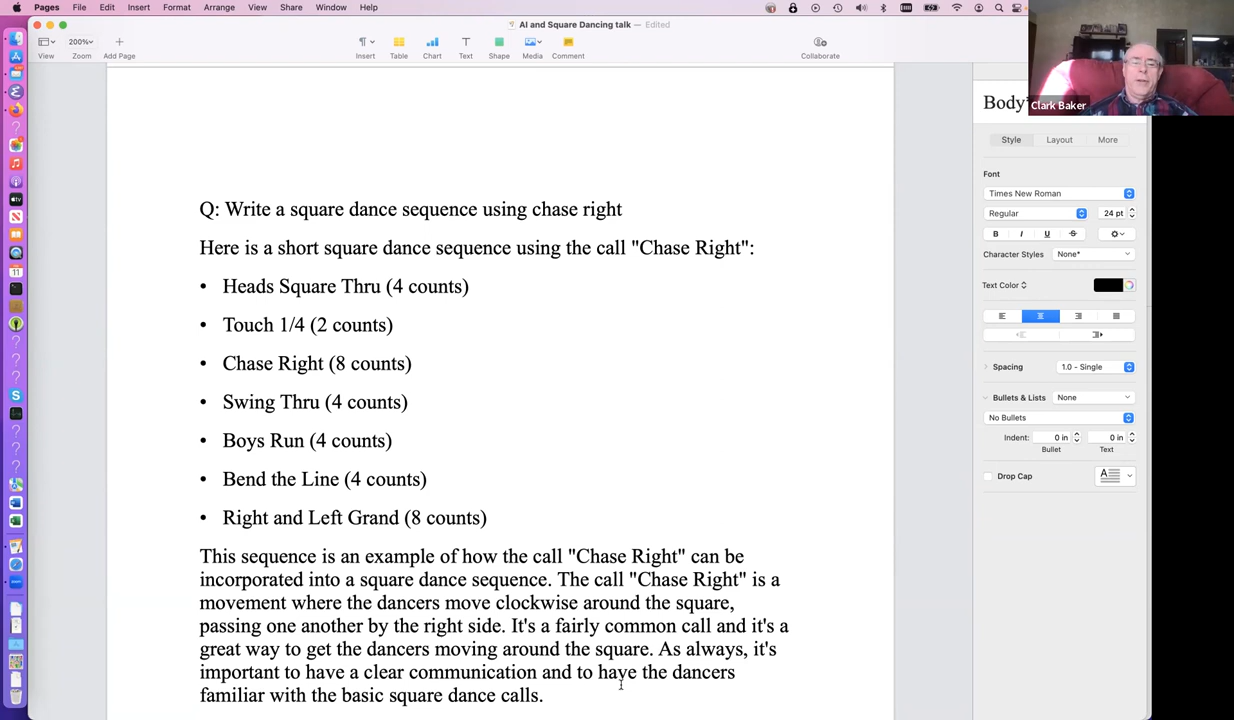 Pages File Edit Insert Format Arrange View Share Window Help
AI and Square Dancing talk — Edited
200%
View Zoom Add Page Insert Table Chart Text Shape Media Comment Collaborate
Clark Baker
Body*
Style Layout More
Font
Times New Roman
Regular 24 pt
B I U S
Character Styles None*
Text Color
Spacing 1.0 - Single
Bullets & Lists None
No Bullets
Indent: 0 in 0 in
Bullet Text
Drop Cap
Q: Write a square dance sequence using chase right
Here is a short square dance sequence using the call "Chase Right":
• Heads Square Thru (4 counts)
• Touch 1/4 (2 counts)
• Chase Right (8 counts)
• Swing Thru (4 counts)
• Boys Run (4 counts)
• Bend the Line (4 counts)
• Right and Left Grand (8 counts)
This sequence is an example of how the call "Chase Right" can be
incorporated into a square dance sequence. The call "Chase Right" is a
movement where the dancers move clockwise around the square,
passing one another by the right side. It's a fairly common call and it's a
great way to get the dancers moving around the square. As always, it's
important to have a clear communication and to have the dancers
familiar with the basic square dance calls.